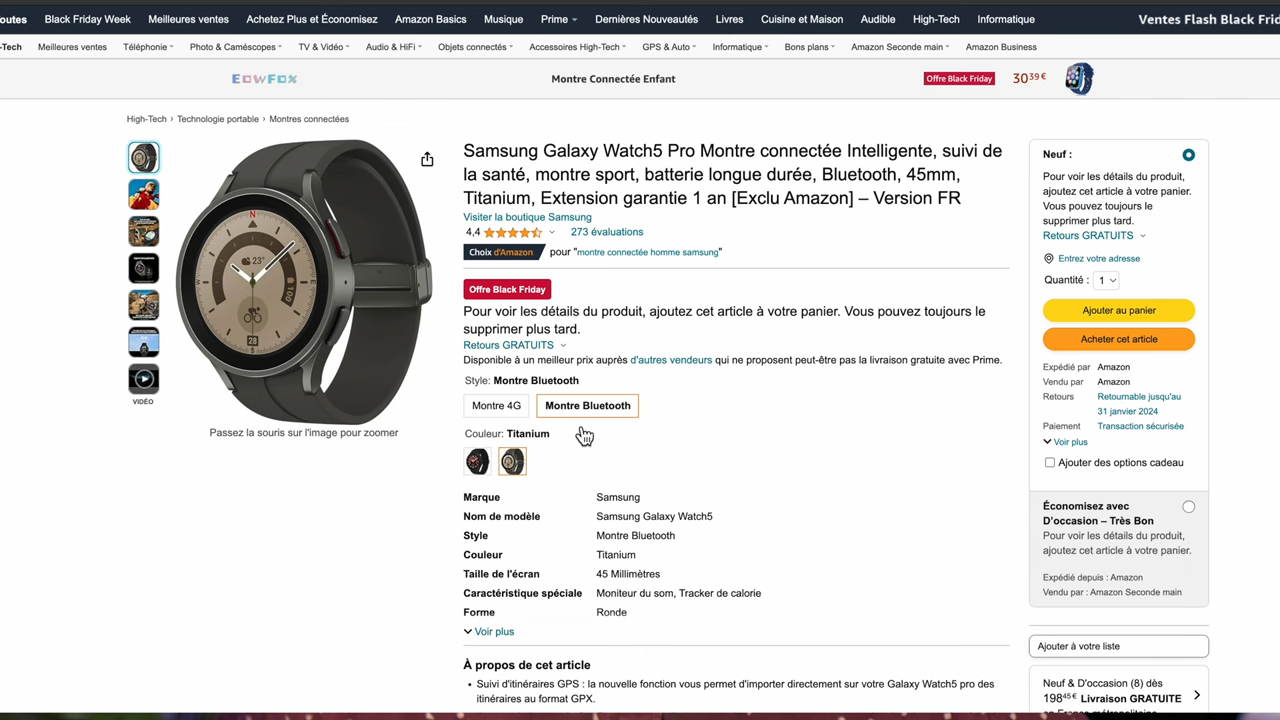 outes Black Friday Week Meilleures ventes Achetez Plus et Économisez Amazon Basics Musique Prime Dernières Nouveautés Livres Cuisine et Maison Audible High-Tech Informatique Ventes Flash Black Frid
-Tech Meilleures ventes Téléphonie Photo & Caméscopes TV & Vidéo Audio & HiFi Objets connectés Accessoires High-Tech GPS & Auto Informatique Bons plans Amazon Seconde main Amazon Business
EOWFOX Montre Connectée Enfant Offre Black Friday 3039€
High-Tech › Technologie portable › Montres connectées
Samsung Galaxy Watch5 Pro Montre connectée Intelligente, suivi de
la santé, montre sport, batterie longue durée, Bluetooth, 45mm,
Titanium, Extension garantie 1 an [Exclu Amazon] – Version FR
Visiter la boutique Samsung
4,4 273 évaluations
Choix d'Amazon pour "montre connectée homme samsung"
Offre Black Friday
Pour voir les détails du produit, ajoutez cet article à votre panier. Vous pouvez toujours le
supprimer plus tard.
Retours GRATUITS
Disponible à un meilleur prix auprès d'autres vendeurs qui ne proposent peut-être pas la livraison gratuite avec Prime.
Style: Montre Bluetooth
Montre 4G Montre Bluetooth
Couleur: Titanium
Marque Samsung
Nom de modèle Samsung Galaxy Watch5
Style Montre Bluetooth
Couleur Titanium
Taille de l'écran 45 Millimètres
Caractéristique spéciale Moniteur du som, Tracker de calorie
Forme Ronde
Voir plus
À propos de cet article
• Suivi d'itinéraires GPS : la nouvelle fonction vous permet d'importer directement sur votre Galaxy Watch5 pro des
itinéraires au format GPX.
N
23°
100
28
VIDÉO
Passez la souris sur l'image pour zoomer
Neuf :
Pour voir les détails du produit,
ajoutez cet article à votre panier.
Vous pouvez toujours le
supprimer plus tard.
Retours GRATUITS
Entrez votre adresse
Quantité : 1
Ajouter au panier
Acheter cet article
Expédié par Amazon
Vendu par Amazon
Retours Retournable jusqu'au
31 janvier 2024
Paiement Transaction sécurisée
Voir plus
Ajouter des options cadeau
Économisez avec
D'occasion – Très Bon
Pour voir les détails du produit,
ajoutez cet article à votre panier.
Expédié depuis : Amazon
Vendu par : Amazon Seconde main
Ajouter à votre liste
Neuf & D'occasion (8) dès
19845€ Livraison GRATUITE
en France métropolitaine